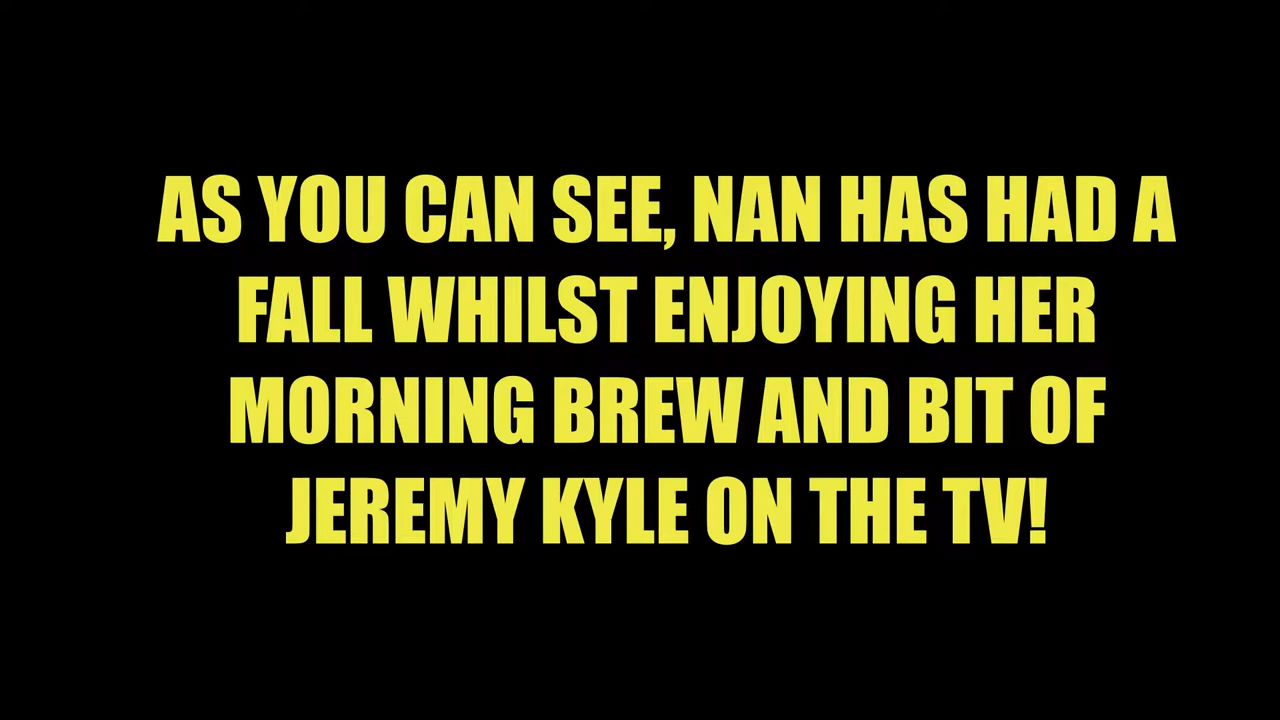 AS YOU CAN SEE, NAN HAS HAD A
FALL WHILST ENJOYING HER
MORNING BREW AND BIT OF
JEREMY KYLE ON THE TV!